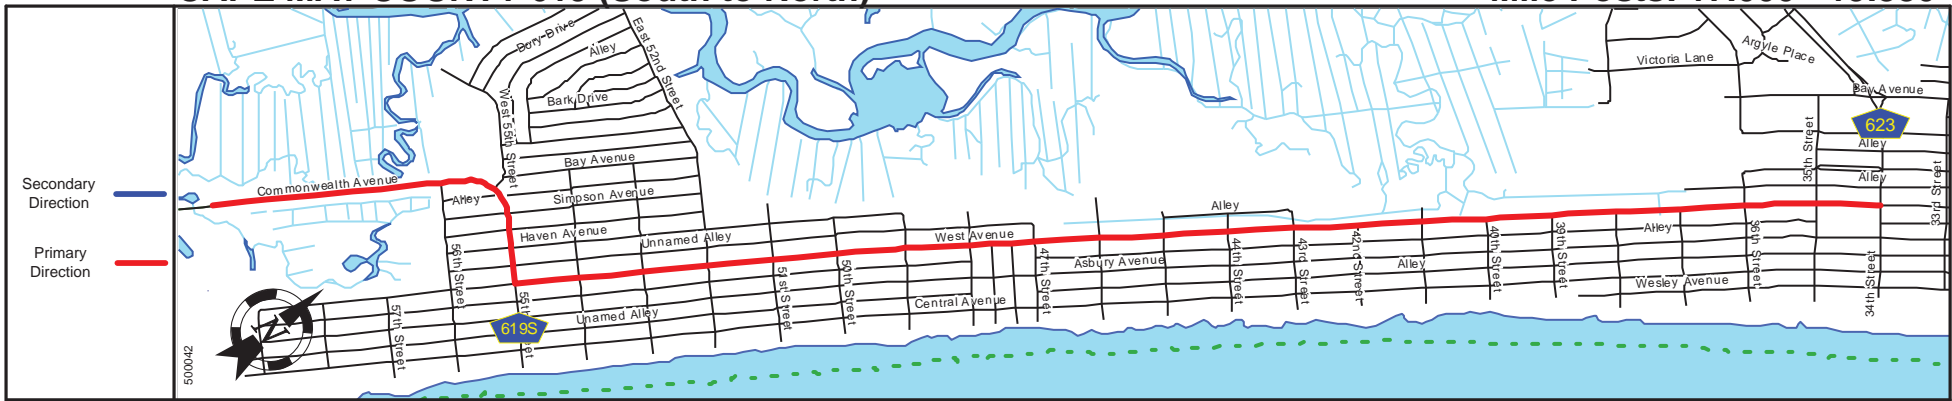 Secondary
Direction
Primary
Direction
500042
Commonwealth Avenue
Dory Drive
Alley
Bark Drive
East 52nd Street
West 55th Street
Bay Avenue
Simpson Avenue
Alley
Haven Avenue
Unnamed Alley
56th Street
57th Street
619S
Unamed Alley
51st Street
50th Street
West Avenue
Central Avenue
47th Street
Asbury Avenue
Alley
44th Street
43rd Street
42nd Street
Alley
40th Street
39th Street
Alley
Wesley Avenue
36th Street
Victoria Lane
Argyle Place
Bay Avenue
623
35th Street
Alley
Alley
33rd Street
34th Street